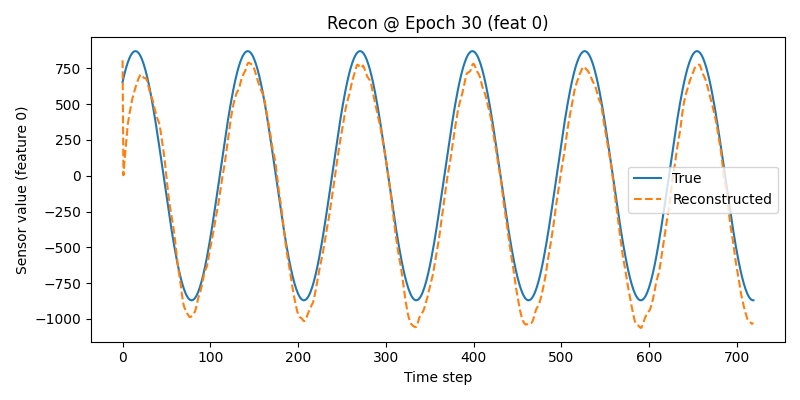 Recon @ Epoch 30 (feat 0)
Sensor value (feature 0)
750
500
250
0
−250
−500
−750
−1000
True
Reconstructed
0 100 200 300 400 500 600 700
Time step